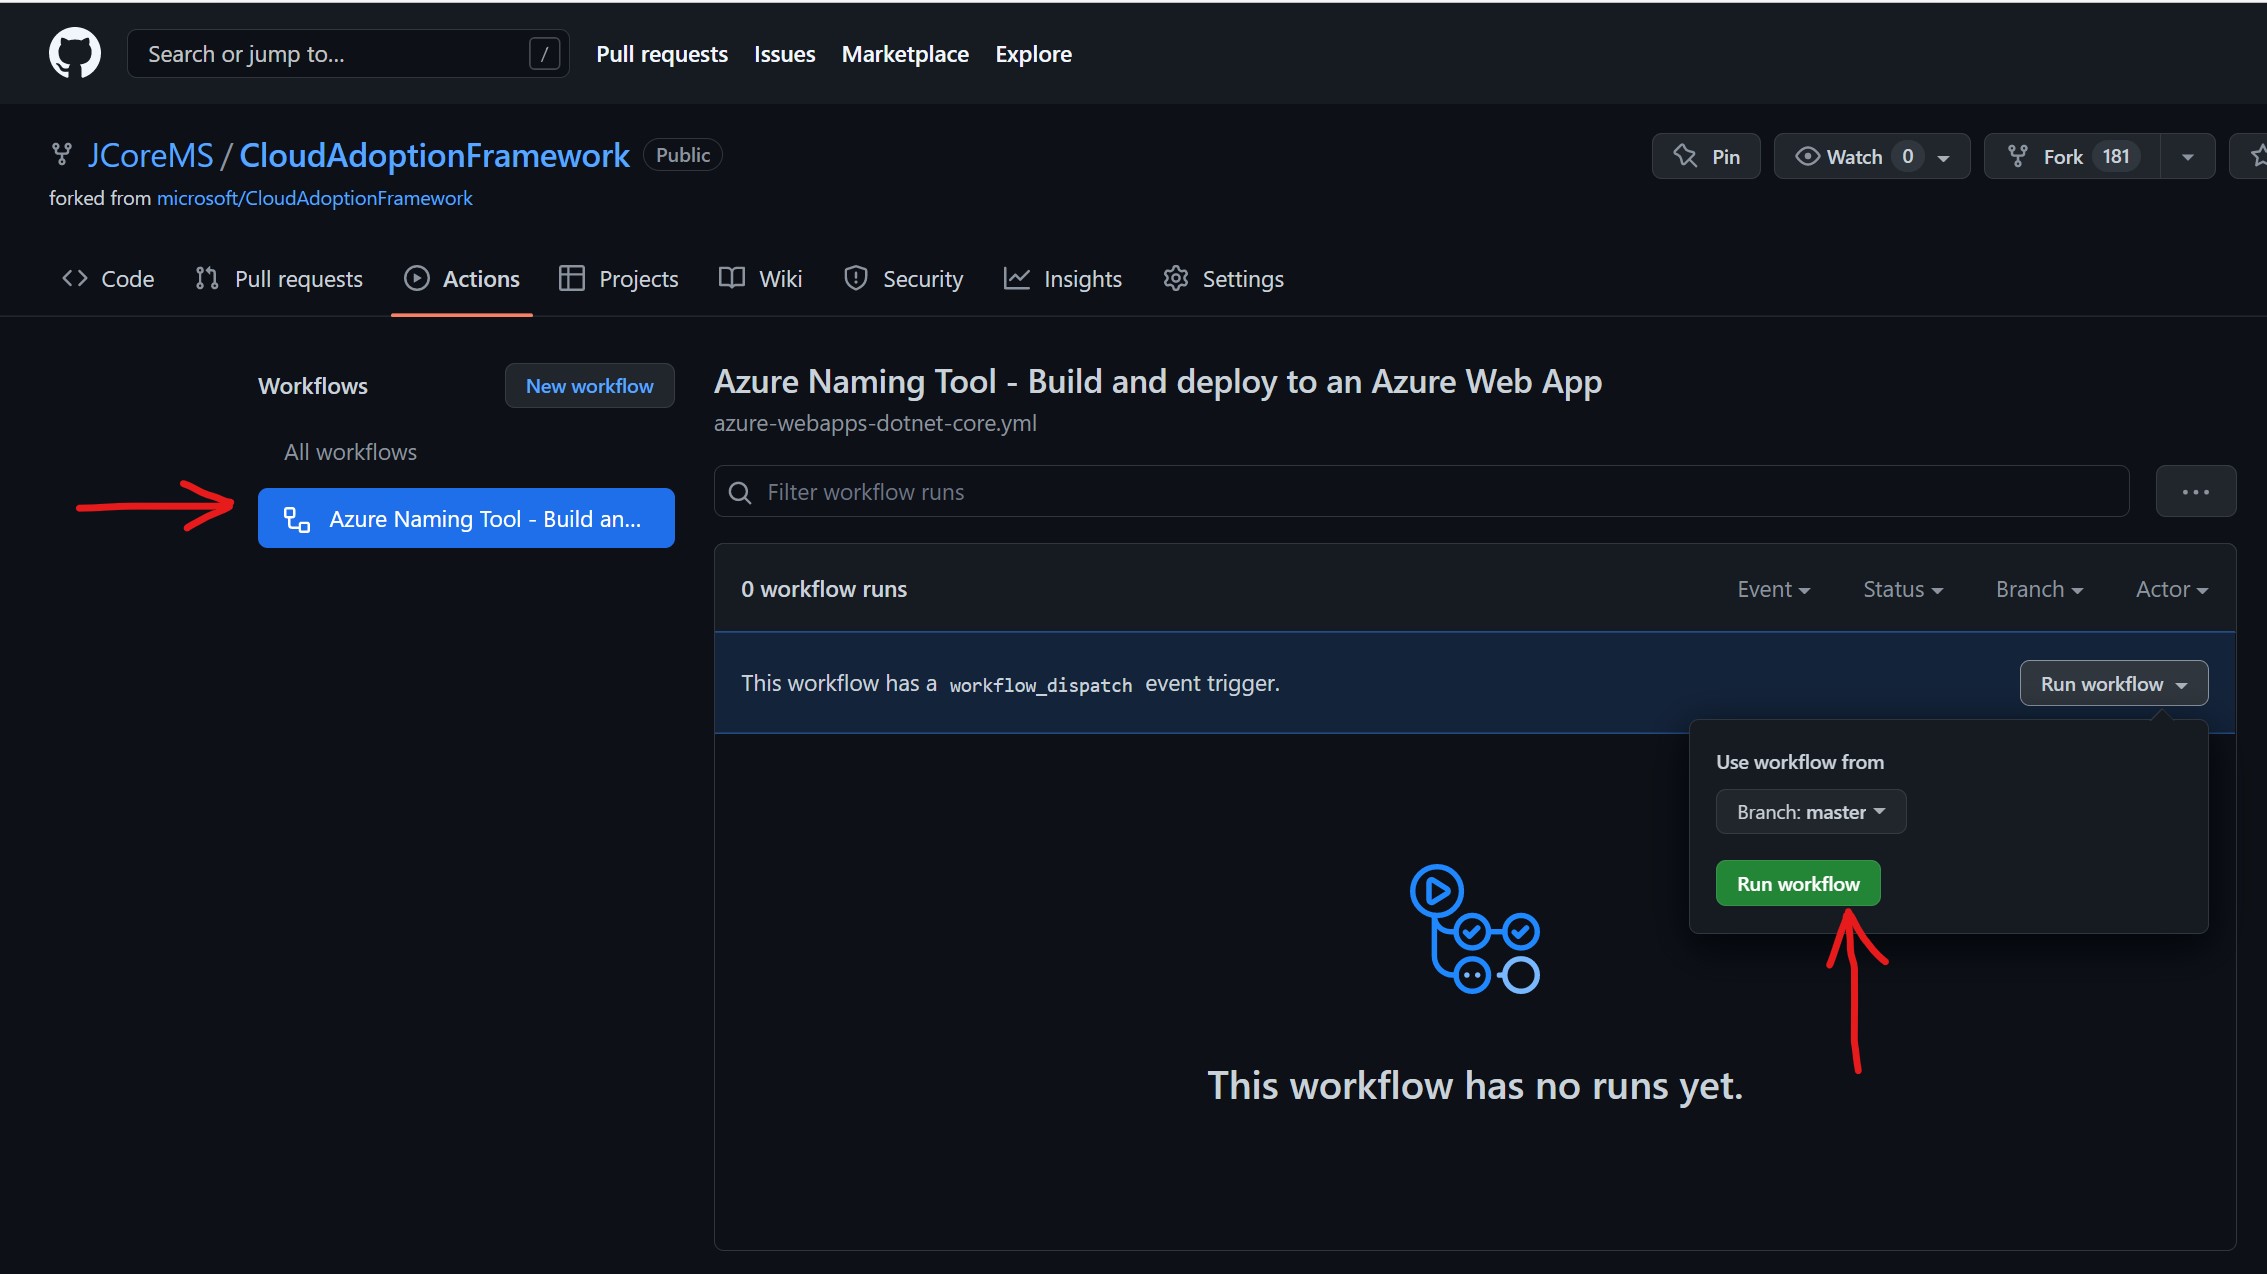 Search or jump to... /
Pull requests Issues Marketplace Explore
JCoreMS / CloudAdoptionFramework Public
Pin Watch 0 Fork 181
forked from microsoft/CloudAdoptionFramework
Code Pull requests Actions Projects Wiki Security Insights Settings
Workflows New workflow
All workflows
Azure Naming Tool - Build an...
Azure Naming Tool - Build and deploy to an Azure Web App
azure-webapps-dotnet-core.yml
Filter workflow runs
0 workflow runs Event Status Branch Actor
This workflow has a workflow_dispatch event trigger. Run workflow
Use workflow from
Branch: master
Run workflow
This workflow has no runs yet.